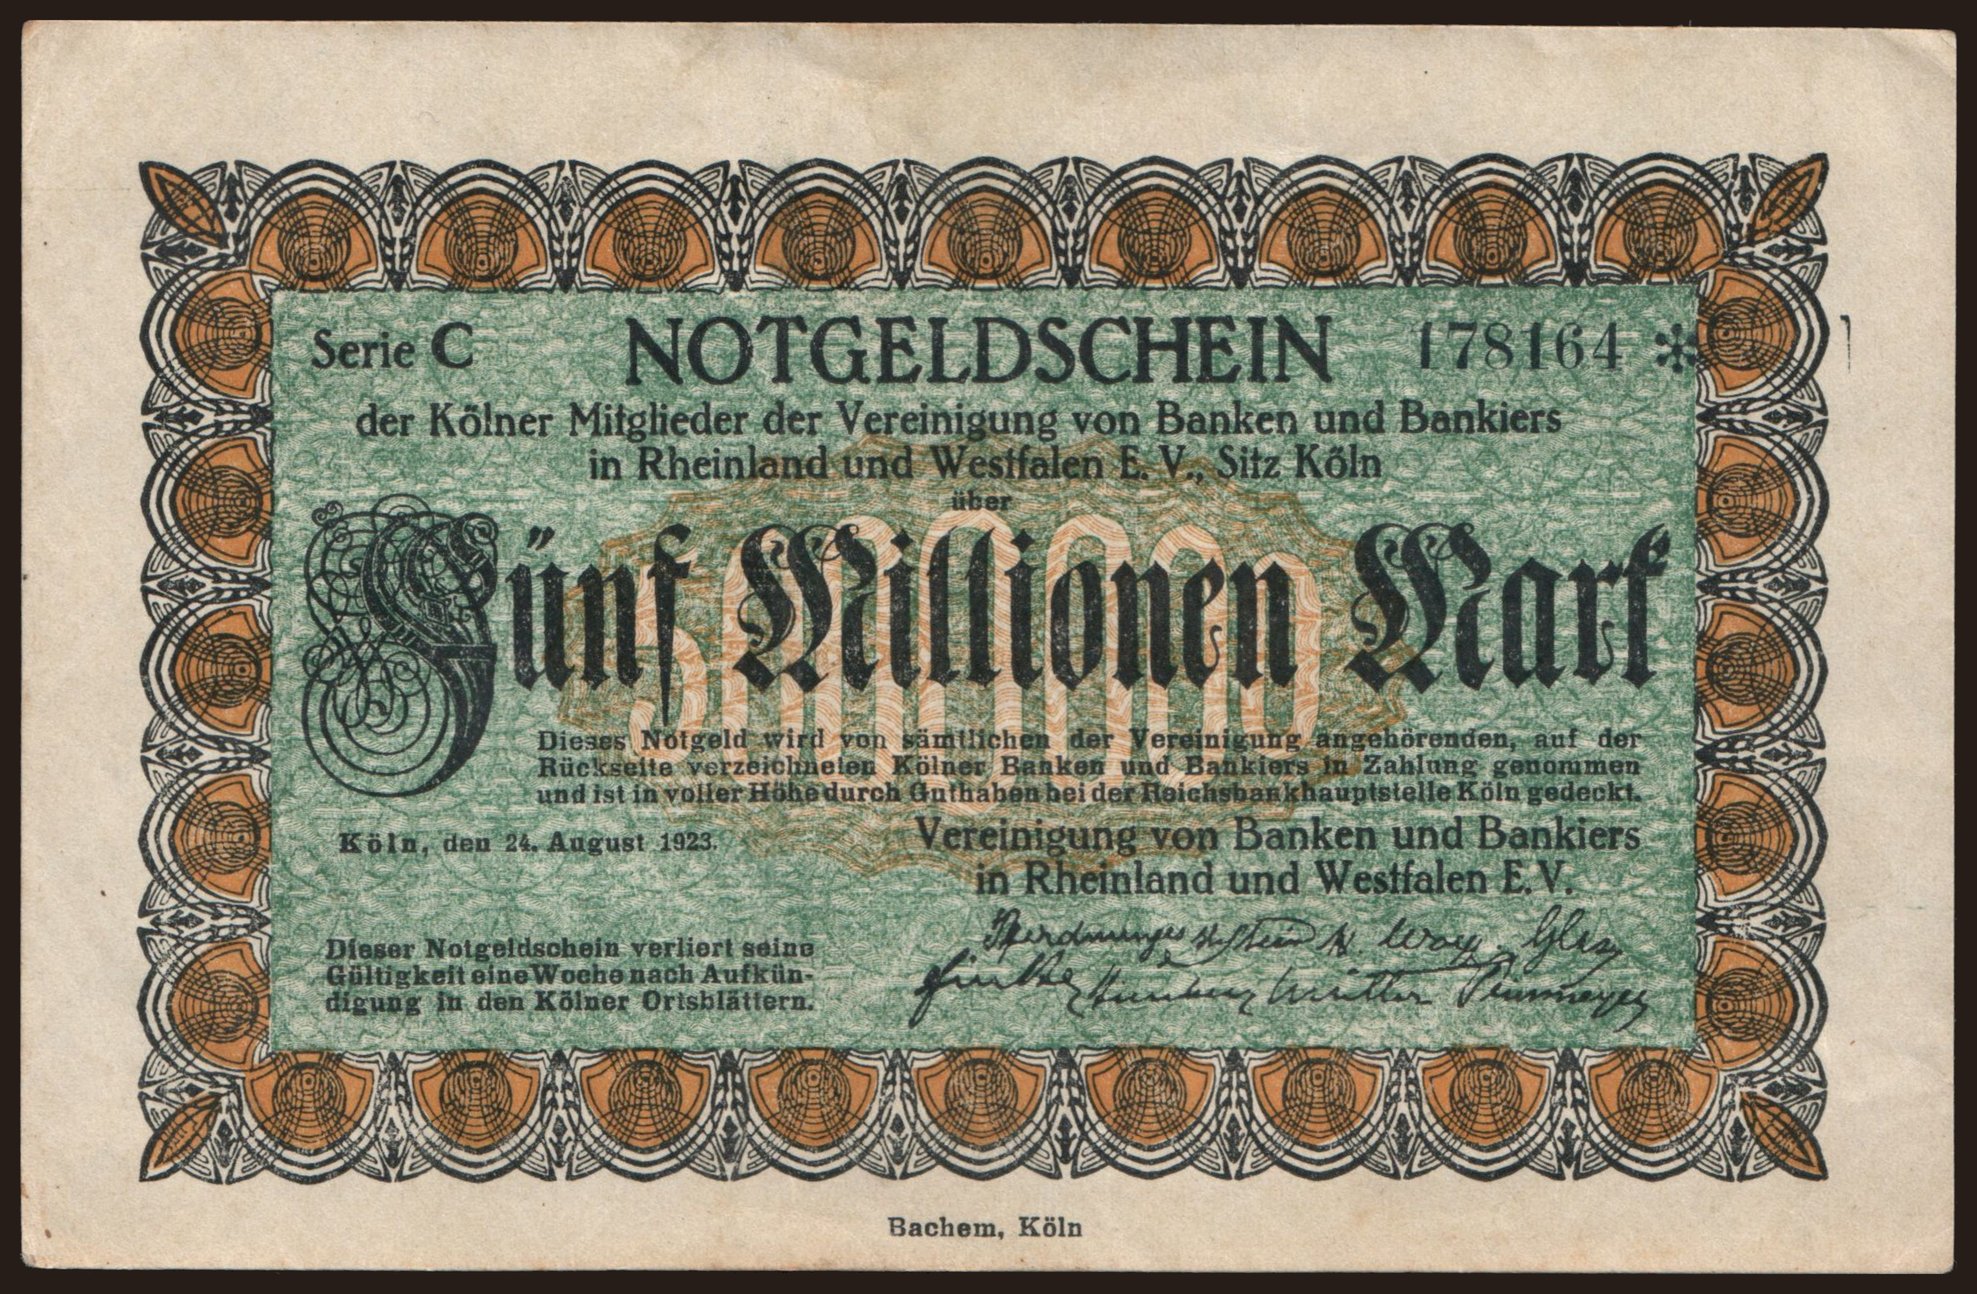 Serie C NOTGELDSCHEIN 178164 *
der Kölner Mitglieder der Vereinigung von Banken und Bankiers
in Rheinland und Westfalen E. V., Sitz Köln
über
Fünf Millionen Mark
5000000
Dieses Notgeld wird von sämtlichen der Vereinigung angehörenden, auf der
Rückseite verzeichneten Kölner Banken und Bankiers in Zahlung genommen
und ist in voller Höhe durch Guthaben bei der Reichsbankhauptstelle Köln gedeckt.
Köln, den 24. August 1923.
Vereinigung von Banken und Bankiers
in Rheinland und Westfalen E. V.
Dieser Notgeldschein verliert seine
Gültigkeit eine Woche nach Aufkün-
digung in den Kölner Ortsblättern.
Bachem, Köln